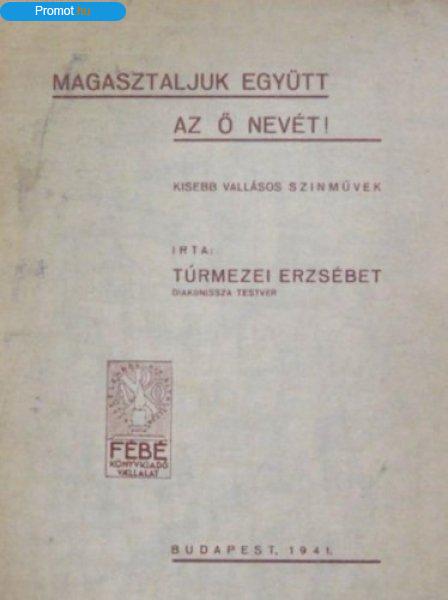 Promot.hu
MAGASZTALJUK EGYÜTT
AZ Ő NEVÉT!
KISEBB VALLÁSOS SZINMŰVEK
IRTA:
TÚRMEZEI ERZSÉBET
DIAKONISSZA TESTVÉR
FÉBÉ
KÖNYVKIADÓ
VÁLLALAT
BUDAPEST, 1941.